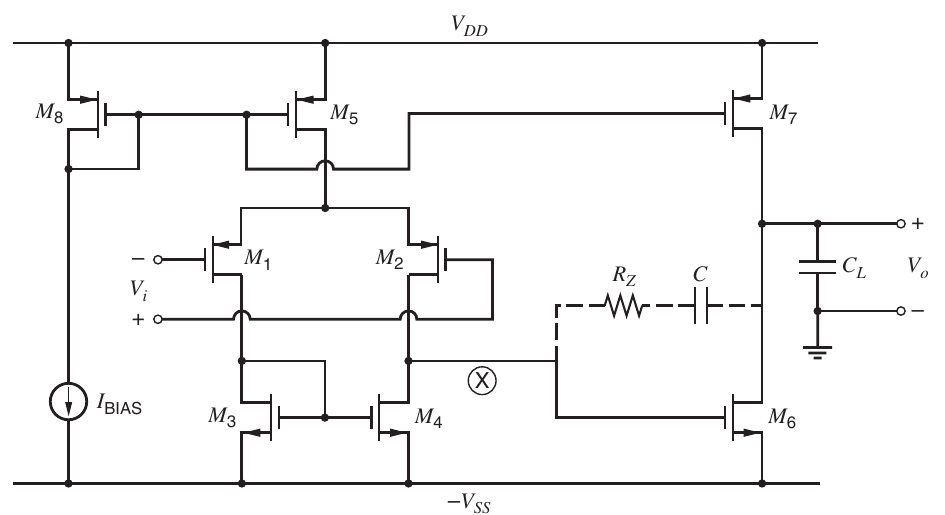 V_DD
M_8
M_5
M_7
− M_1 M_2 R_Z C + C_L V_o
V_i
+ −
I_BIAS X
M_3 M_4 M_6
−V_SS